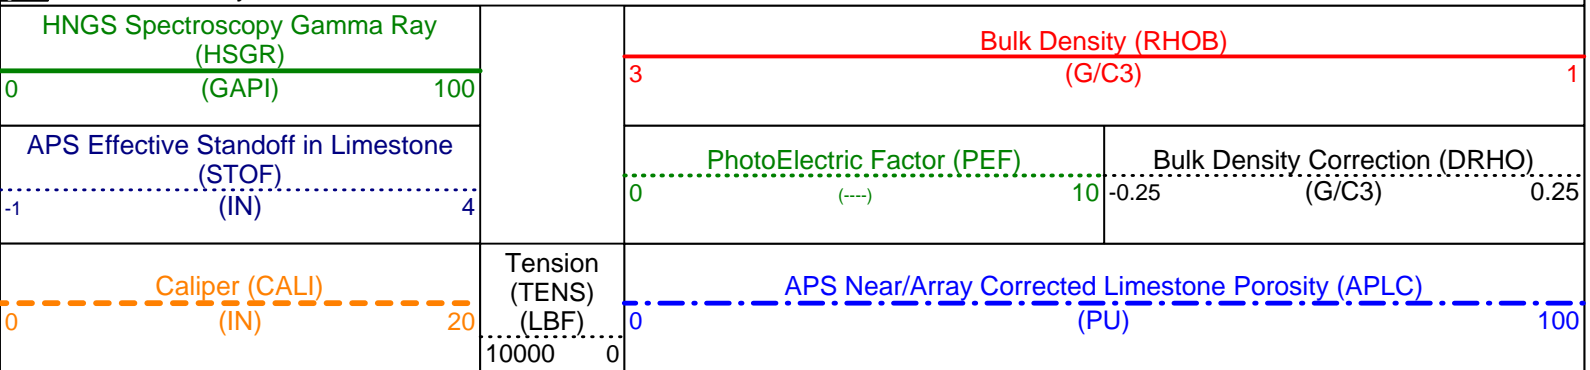 HNGS Spectroscopy Gamma Ray
(HSGR)
0 (GAPI) 100
Bulk Density (RHOB)
3 (G/C3) 1
APS Effective Standoff in Limestone
(STOF)
-1 (IN) 4
PhotoElectric Factor (PEF)
0 (----) 10
Bulk Density Correction (DRHO)
-0.25 (G/C3) 0.25
Caliper (CALI)
0 (IN) 20
Tension
(TENS)
(LBF)
10000 0
APS Near/Array Corrected Limestone Porosity (APLC)
0 (PU) 100